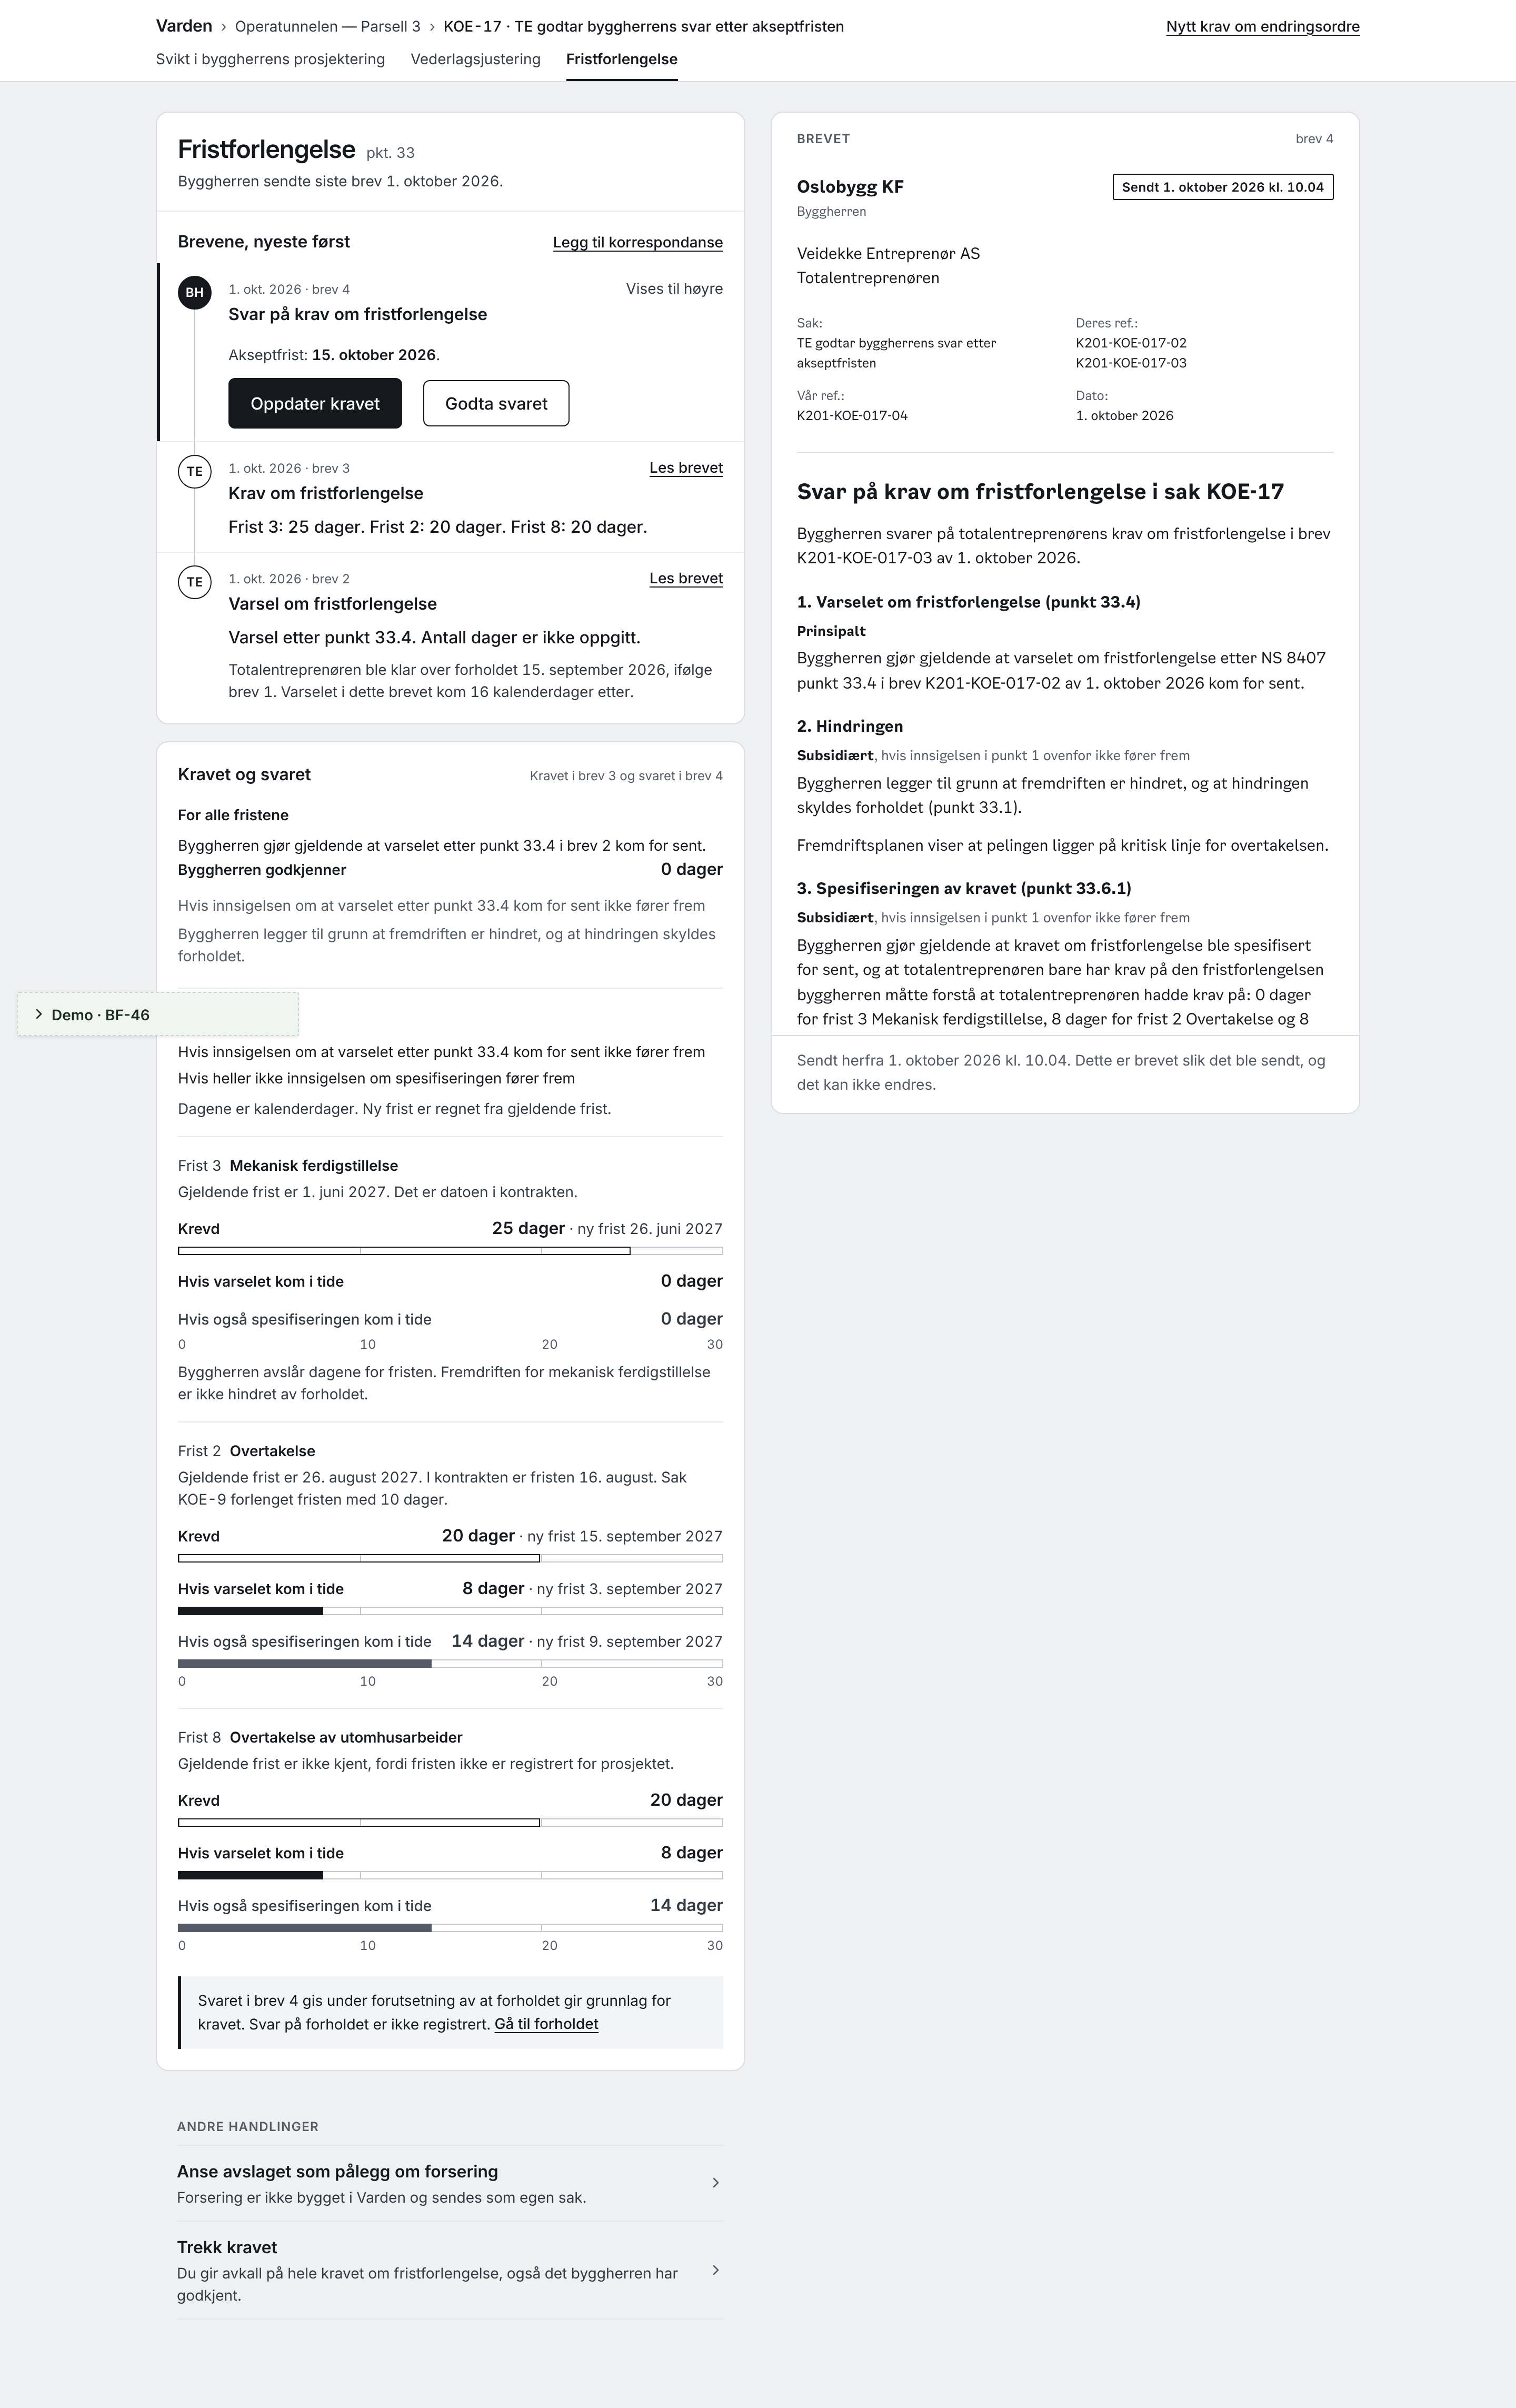 Varden › Operatunnelen — Parsell 3 › KOE-17 · TE godtar byggherrens svar etter akseptfristen
Nytt krav om endringsordre
Svikt i byggherrens prosjektering Vederlagsjustering Fristforlengelse
Fristforlengelse pkt. 33
Byggherren sendte siste brev 1. oktober 2026.
Brevene, nyeste først Legg til korrespondanse
BH 1. okt. 2026 · brev 4 Vises til høyre
Svar på krav om fristforlengelse
Akseptfrist: 15. oktober 2026.
Oppdater kravet Godta svaret
TE 1. okt. 2026 · brev 3 Les brevet
Krav om fristforlengelse
Frist 3: 25 dager. Frist 2: 20 dager. Frist 8: 20 dager.
TE 1. okt. 2026 · brev 2 Les brevet
Varsel om fristforlengelse
Varsel etter punkt 33.4. Antall dager er ikke oppgitt.
Totalentreprenøren ble klar over forholdet 15. september 2026, ifølge
brev 1. Varselet i dette brevet kom 16 kalenderdager etter.
Kravet og svaret Kravet i brev 3 og svaret i brev 4
For alle fristene
Byggherren gjør gjeldende at varselet etter punkt 33.4 i brev 2 kom for sent.
Byggherren godkjenner 0 dager
Hvis innsigelsen om at varselet etter punkt 33.4 kom for sent ikke fører frem
Byggherren legger til grunn at fremdriften er hindret, og at hindringen skyldes
forholdet.
Demo · BF-46
Hvis innsigelsen om at varselet etter punkt 33.4 kom for sent ikke fører frem
Hvis heller ikke innsigelsen om spesifiseringen fører frem
Dagene er kalenderdager. Ny frist er regnet fra gjeldende frist.
Frist 3 Mekanisk ferdigstillelse
Gjeldende frist er 1. juni 2027. Det er datoen i kontrakten.
Krevd 25 dager · ny frist 26. juni 2027
Hvis varselet kom i tide 0 dager
Hvis også spesifiseringen kom i tide 0 dager
0 10 20 30
Byggherren avslår dagene for fristen. Fremdriften for mekanisk ferdigstillelse
er ikke hindret av forholdet.
Frist 2 Overtakelse
Gjeldende frist er 26. august 2027. I kontrakten er fristen 16. august. Sak
KOE-9 forlenget fristen med 10 dager.
Krevd 20 dager · ny frist 15. september 2027
Hvis varselet kom i tide 8 dager · ny frist 3. september 2027
Hvis også spesifiseringen kom i tide 14 dager · ny frist 9. september 2027
0 10 20 30
Frist 8 Overtakelse av utomhusarbeider
Gjeldende frist er ikke kjent, fordi fristen ikke er registrert for prosjektet.
Krevd 20 dager
Hvis varselet kom i tide 8 dager
Hvis også spesifiseringen kom i tide 14 dager
0 10 20 30
Svaret i brev 4 gis under forutsetning av at forholdet gir grunnlag for
kravet. Svar på forholdet er ikke registrert. Gå til forholdet
ANDRE HANDLINGER
Anse avslaget som pålegg om forsering
Forsering er ikke bygget i Varden og sendes som egen sak.
Trekk kravet
Du gir avkall på hele kravet om fristforlengelse, også det byggherren har
godkjent.
BREVET brev 4
Oslobygg KF Sendt 1. oktober 2026 kl. 10.04
Byggherren
Veidekke Entreprenør AS
Totalentreprenøren
Sak: Deres ref.:
TE godtar byggherrens svar etter K201-KOE-017-02
akseptfristen K201-KOE-017-03
Vår ref.: Dato:
K201-KOE-017-04 1. oktober 2026
Svar på krav om fristforlengelse i sak KOE-17
Byggherren svarer på totalentreprenørens krav om fristforlengelse i brev
K201-KOE-017-03 av 1. oktober 2026.
1. Varselet om fristforlengelse (punkt 33.4)
Prinsipalt
Byggherren gjør gjeldende at varselet om fristforlengelse etter NS 8407
punkt 33.4 i brev K201-KOE-017-02 av 1. oktober 2026 kom for sent.
2. Hindringen
Subsidiært, hvis innsigelsen i punkt 1 ovenfor ikke fører frem
Byggherren legger til grunn at fremdriften er hindret, og at hindringen
skyldes forholdet (punkt 33.1).
Fremdriftsplanen viser at pelingen ligger på kritisk linje for overtakelsen.
3. Spesifiseringen av kravet (punkt 33.6.1)
Subsidiært, hvis innsigelsen i punkt 1 ovenfor ikke fører frem
Byggherren gjør gjeldende at kravet om fristforlengelse ble spesifisert
for sent, og at totalentreprenøren bare har krav på den fristforlengelsen
byggherren måtte forstå at totalentreprenøren hadde krav på: 0 dager
for frist 3 Mekanisk ferdigstillelse, 8 dager for frist 2 Overtakelse og 8
Sendt herfra 1. oktober 2026 kl. 10.04. Dette er brevet slik det ble sendt, og
det kan ikke endres.